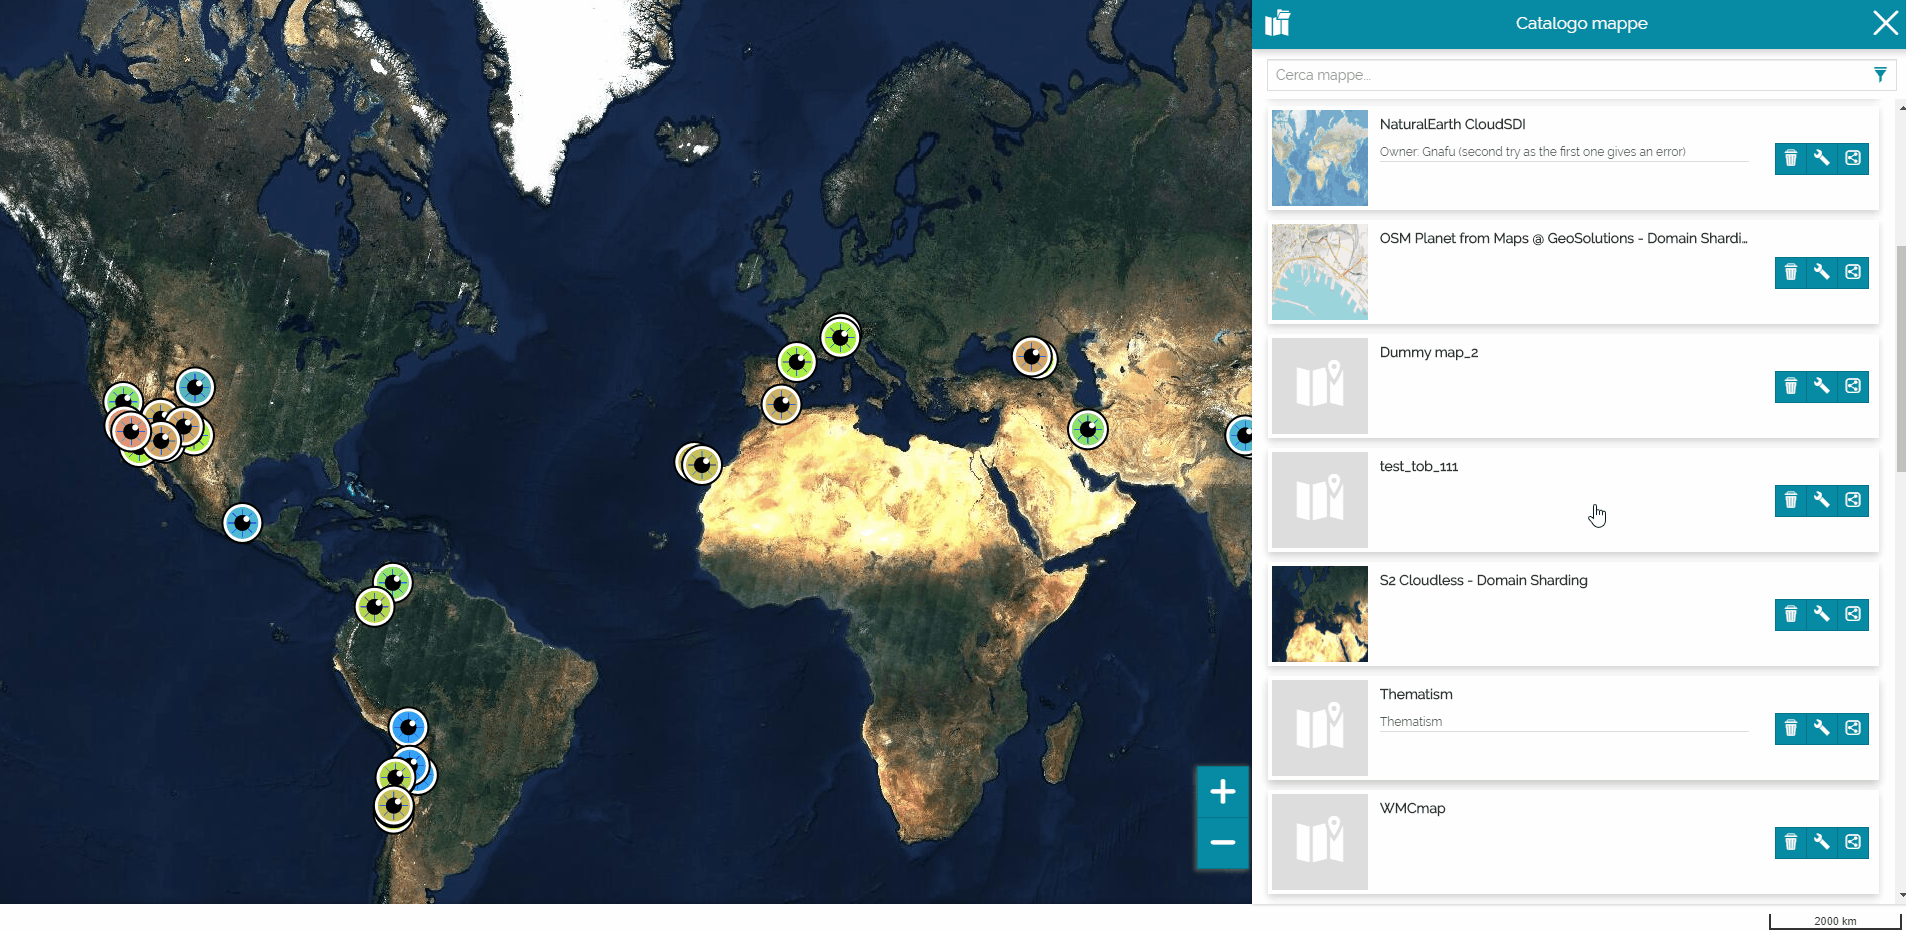 Catalogo mappe
Cerca mappe...
NaturalEarth CloudSDI
Owner: Gnafu (second try as the first one gives an error)
OSM Planet from Maps @ GeoSolutions - Domain Shardi...
Dummy map_2
test_tob_111
S2 Cloudless - Domain Sharding
Thematism
Thematism
WMCmap
2000 km